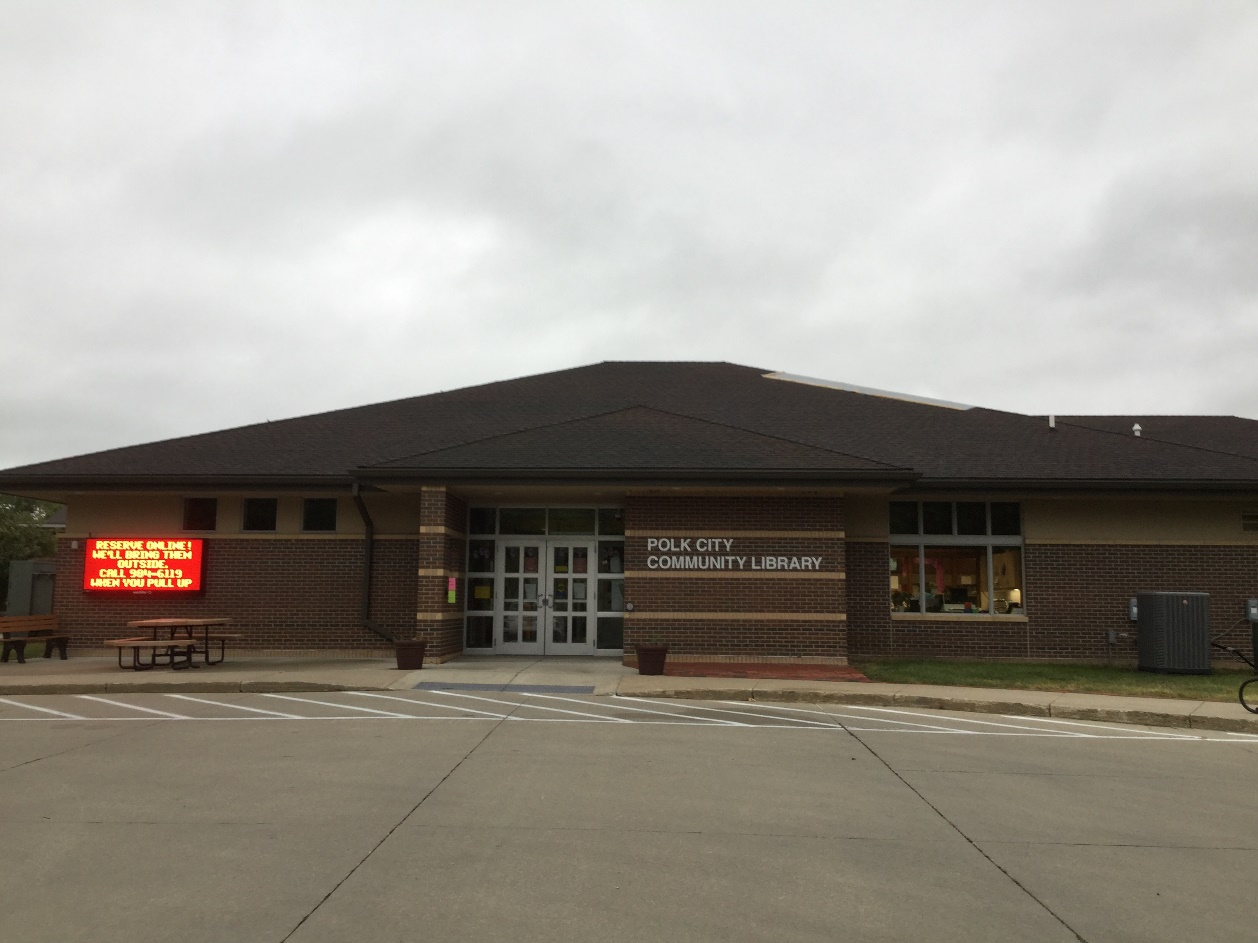 RESERVE ONLINE!
WE'LL BRING THEM
OUTSIDE.
CALL 984-6119
WHEN YOU PULL UP
POLK CITY
COMMUNITY LIBRARY